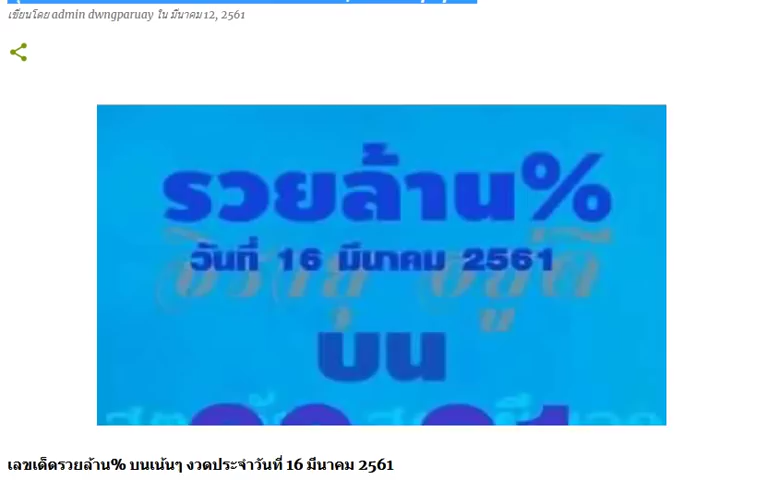 เขียนโดย admin dwngparuay ใน มีนาคม 12, 2561
รวยล้าน%
วันที่ 16 มีนาคม 2561
บน
เลขเด็ดรวยล้าน% บนเน้นๆ งวดประจำวันที่ 16 มีนาคม 2561